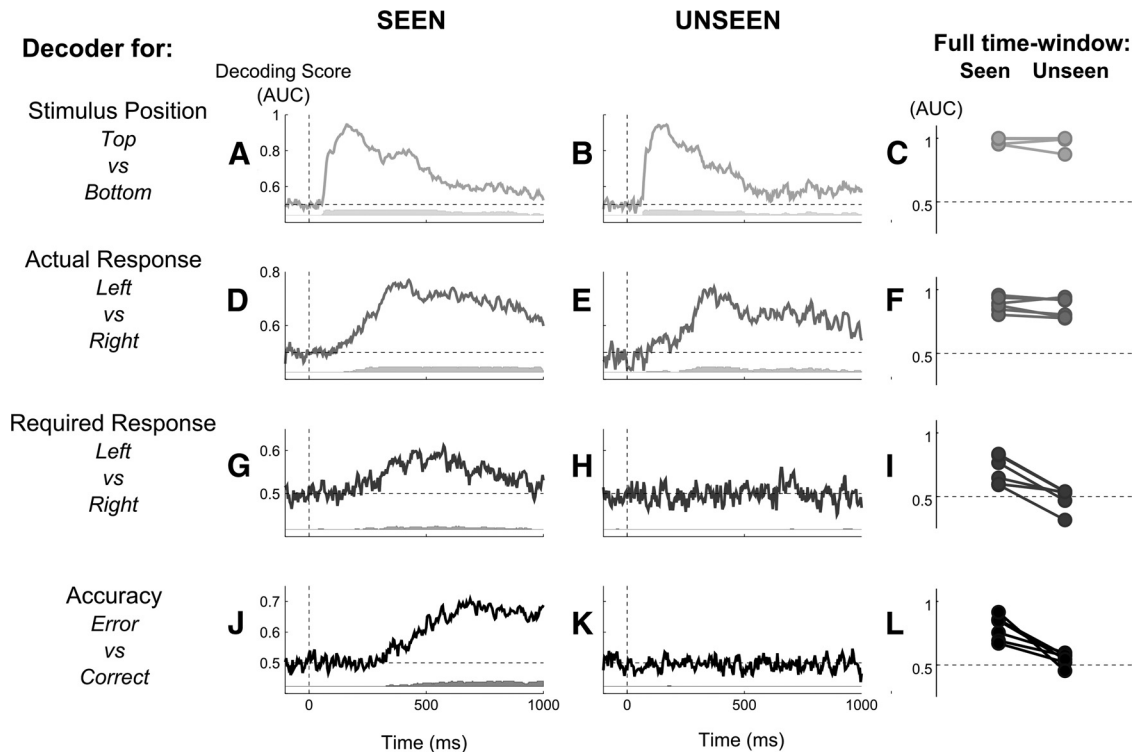 SEEN
UNSEEN
Decoder for:
Full time-window:
Seen Unseen
Decoding Score
(AUC)
(AUC)
Stimulus Position
Top
vs
Bottom
A
1
0.8
0.6
B
C
1
0.5
Actual Response
Left
vs
Right
D
0.8
0.6
E
F
1
0.5
Required Response
Left
vs
Right
G
0.6
0.5
H
I
1
0.5
Accuracy
Error
vs
Correct
J
0.7
0.6
0.5
K
L
1
0.5
0 500 1000
0 500 1000
Time (ms)
Time (ms)